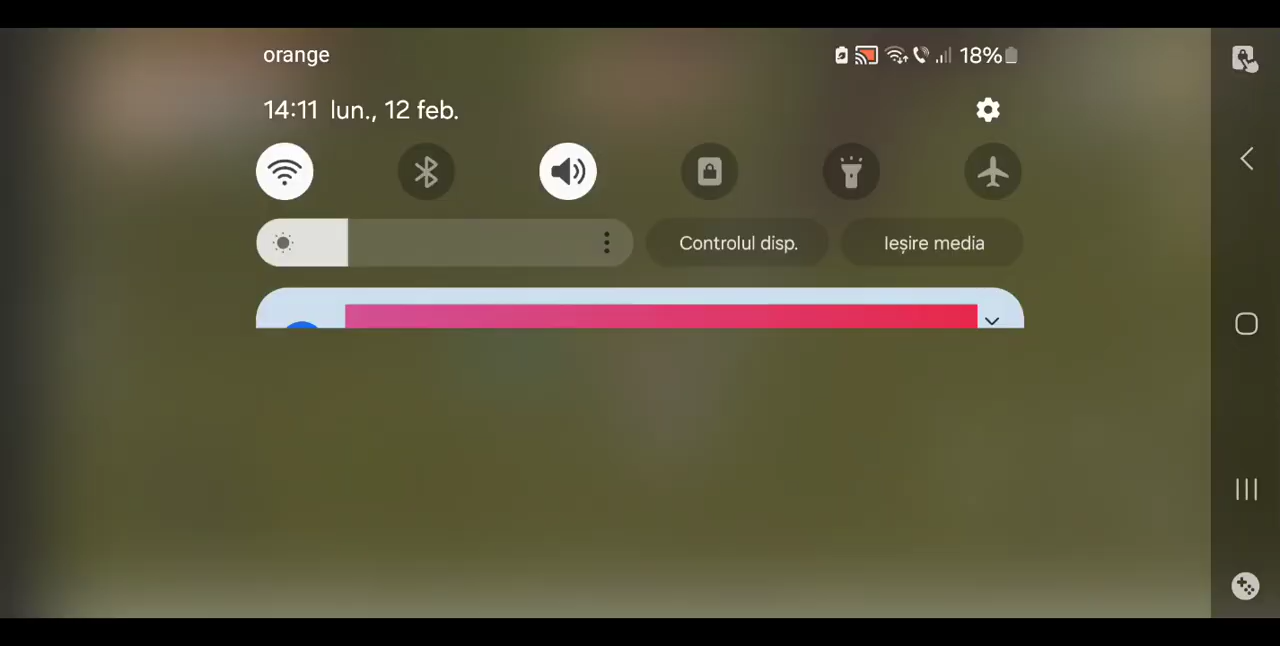 orange
18%
14:11 lun., 12 feb.
Controlul disp.
Ieșire media